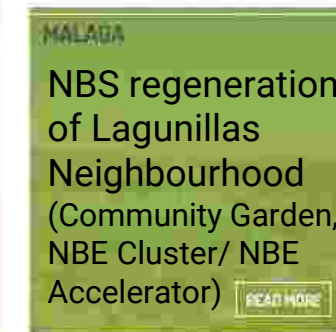 MALAGA
NBS regeneration
of Lagunillas
Neighbourhood
(Community Garden,
NBE Cluster/ NBE
Accelerator)
READ MORE